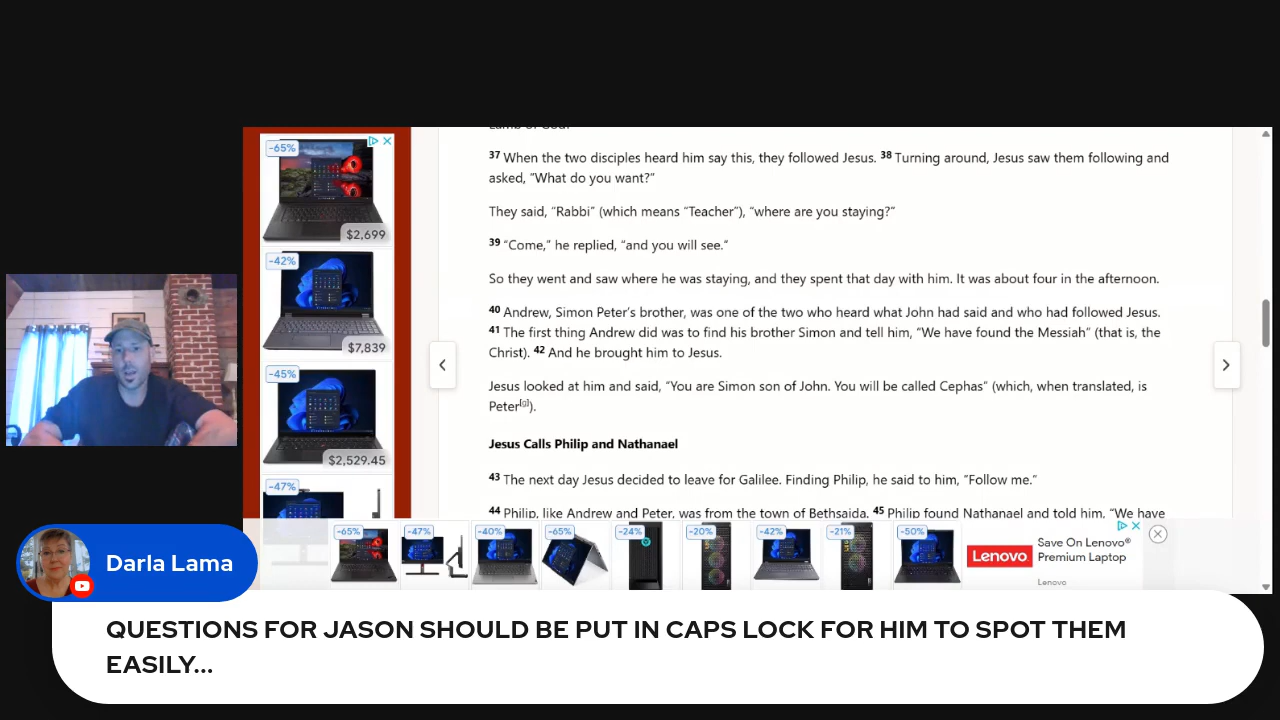 37 When the two disciples heard him say this, they followed Jesus. 38 Turning around, Jesus saw them following and
asked, “What do you want?”
They said, “Rabbi” (which means “Teacher”), “where are you staying?”
39 “Come,” he replied, “and you will see.”
So they went and saw where he was staying, and they spent that day with him. It was about four in the afternoon.
40 Andrew, Simon Peter’s brother, was one of the two who heard what John had said and who had followed Jesus.
41 The first thing Andrew did was to find his brother Simon and tell him, “We have found the Messiah” (that is, the
Christ). 42 And he brought him to Jesus.
Jesus looked at him and said, “You are Simon son of John. You will be called Cephas” (which, when translated, is
Peter[g]).
Jesus Calls Philip and Nathanael
43 The next day Jesus decided to leave for Galilee. Finding Philip, he said to him, “Follow me.”
44 Philip, like Andrew and Peter, was from the town of Bethsaida. 45 Philip found Nathanael and told him, “We have
-65%
$2,699
-42%
$7,839
-45%
$2,529.45
-47%
-65% -47% -40% -65% -24% -20% -42% -21% -50%
Lenovo
Save On Lenovo®
Premium Laptop
Lenovo
Darla Lama
QUESTIONS FOR JASON SHOULD BE PUT IN CAPS LOCK FOR HIM TO SPOT THEM
EASILY...